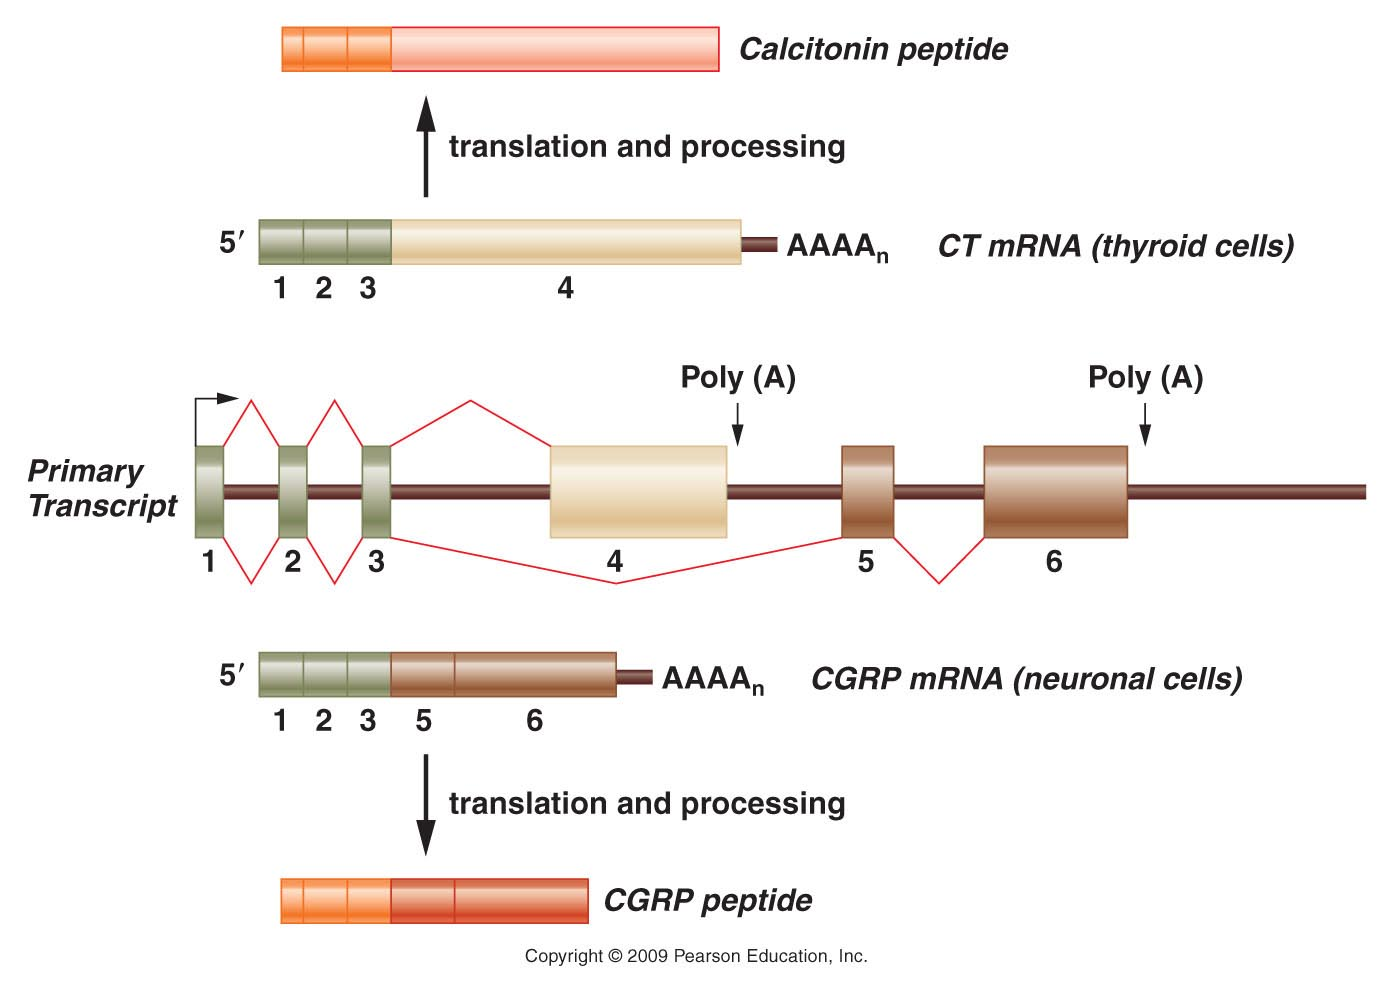 Calcitonin peptide
translation and processing
5′ AAAAn CT mRNA (thyroid cells)
1 2 3 4
Poly (A) Poly (A)
Primary
Transcript
1 2 3 4 5 6
5′ AAAAn CGRP mRNA (neuronal cells)
1 2 3 5 6
translation and processing
CGRP peptide
Copyright © 2009 Pearson Education, Inc.